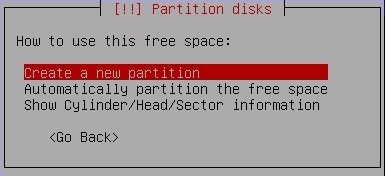 [!!] Partition disks
How to use this free space:
Create a new partition
Automatically partition the free space
Show Cylinder/Head/Sector information
<Go Back>